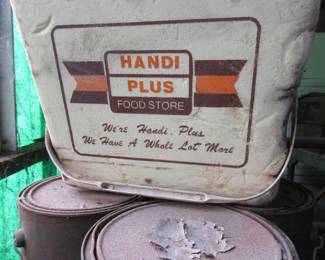 HANDI
PLUS
FOOD STORE
We're Handi, Plus
We Have A Whole Lot More